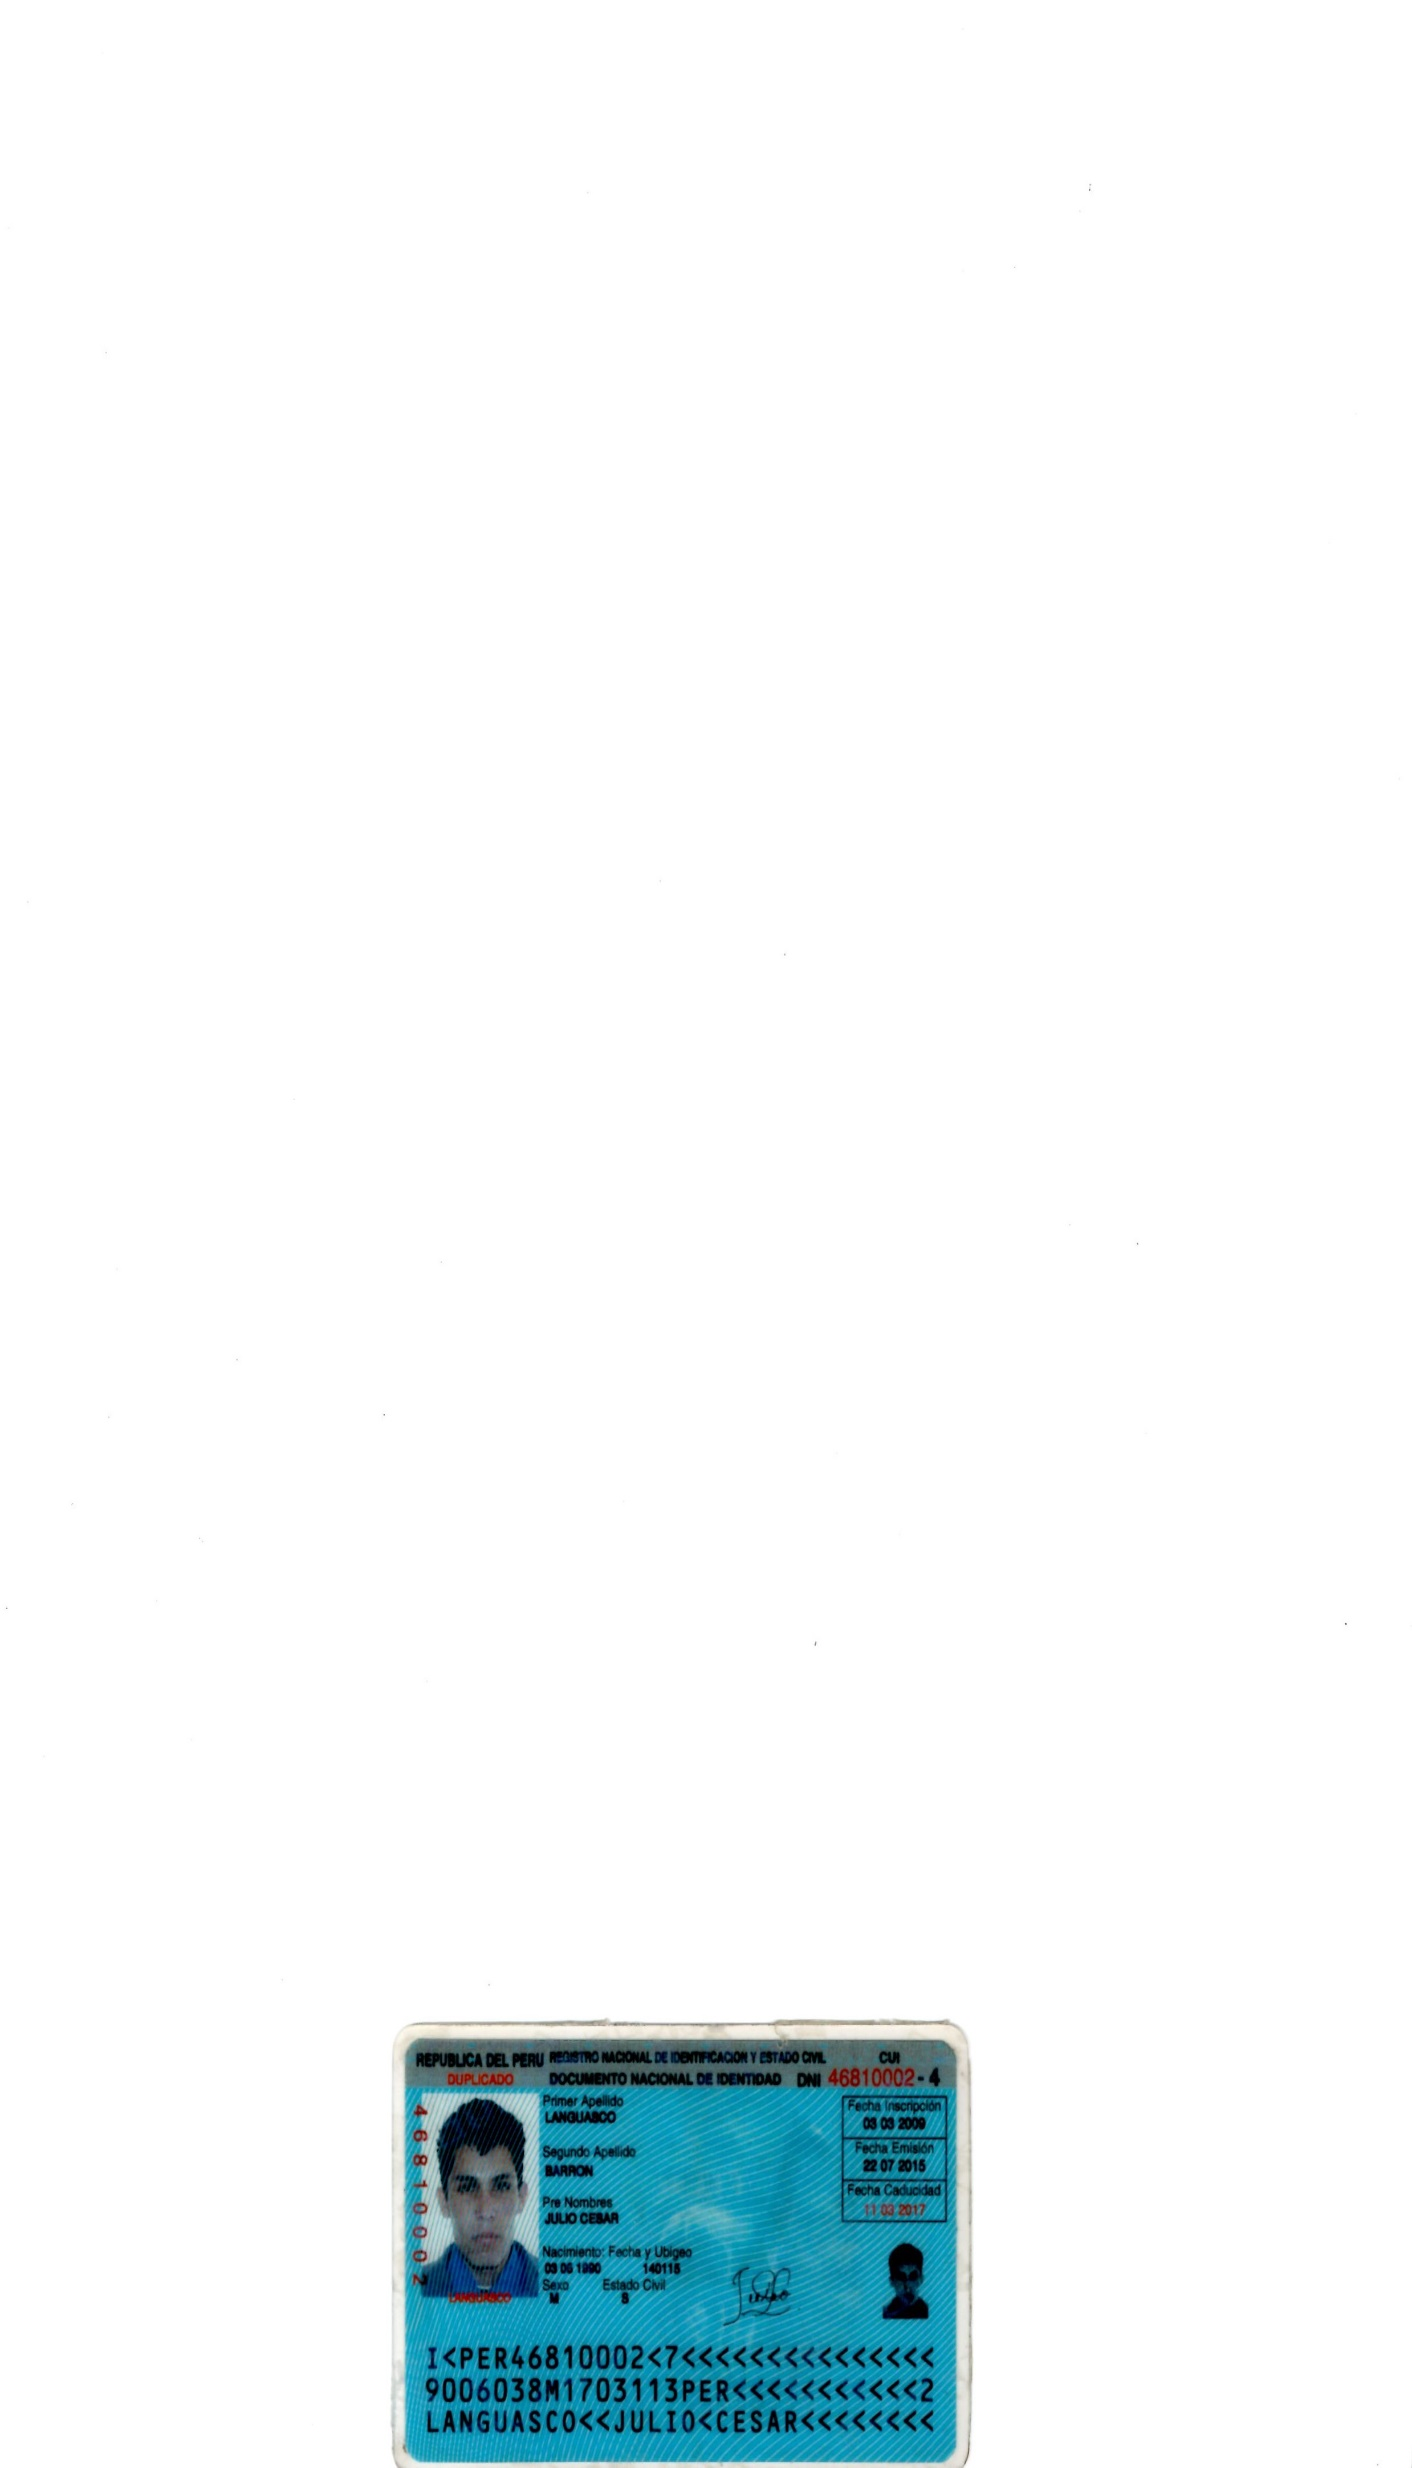 REPUBLICA DEL PERU REGISTRO NACIONAL DE IDENTIFICACION Y ESTADO CIVIL CUI
DUPLICADO DOCUMENTO NACIONAL DE IDENTIDAD DNI 46810002-4
46810002
Primer Apellido
LANGUASCO
Segundo Apellido
BARRON
Pre Nombres
JULIO CESAR
Nacimiento: Fecha y Ubigeo
03 06 1990 140115
Sexo Estado Civil
M S
LANGUASCO
Fecha Inscripción
03 03 2009
Fecha Emisión
22 07 2015
Fecha Caducidad
11 03 2017
I<PER46810002<7<<<<<<<<<<<<<<<
9006038M1703113PER<<<<<<<<<<<2
LANGUASCO<<JULIO<CESAR<<<<<<<<